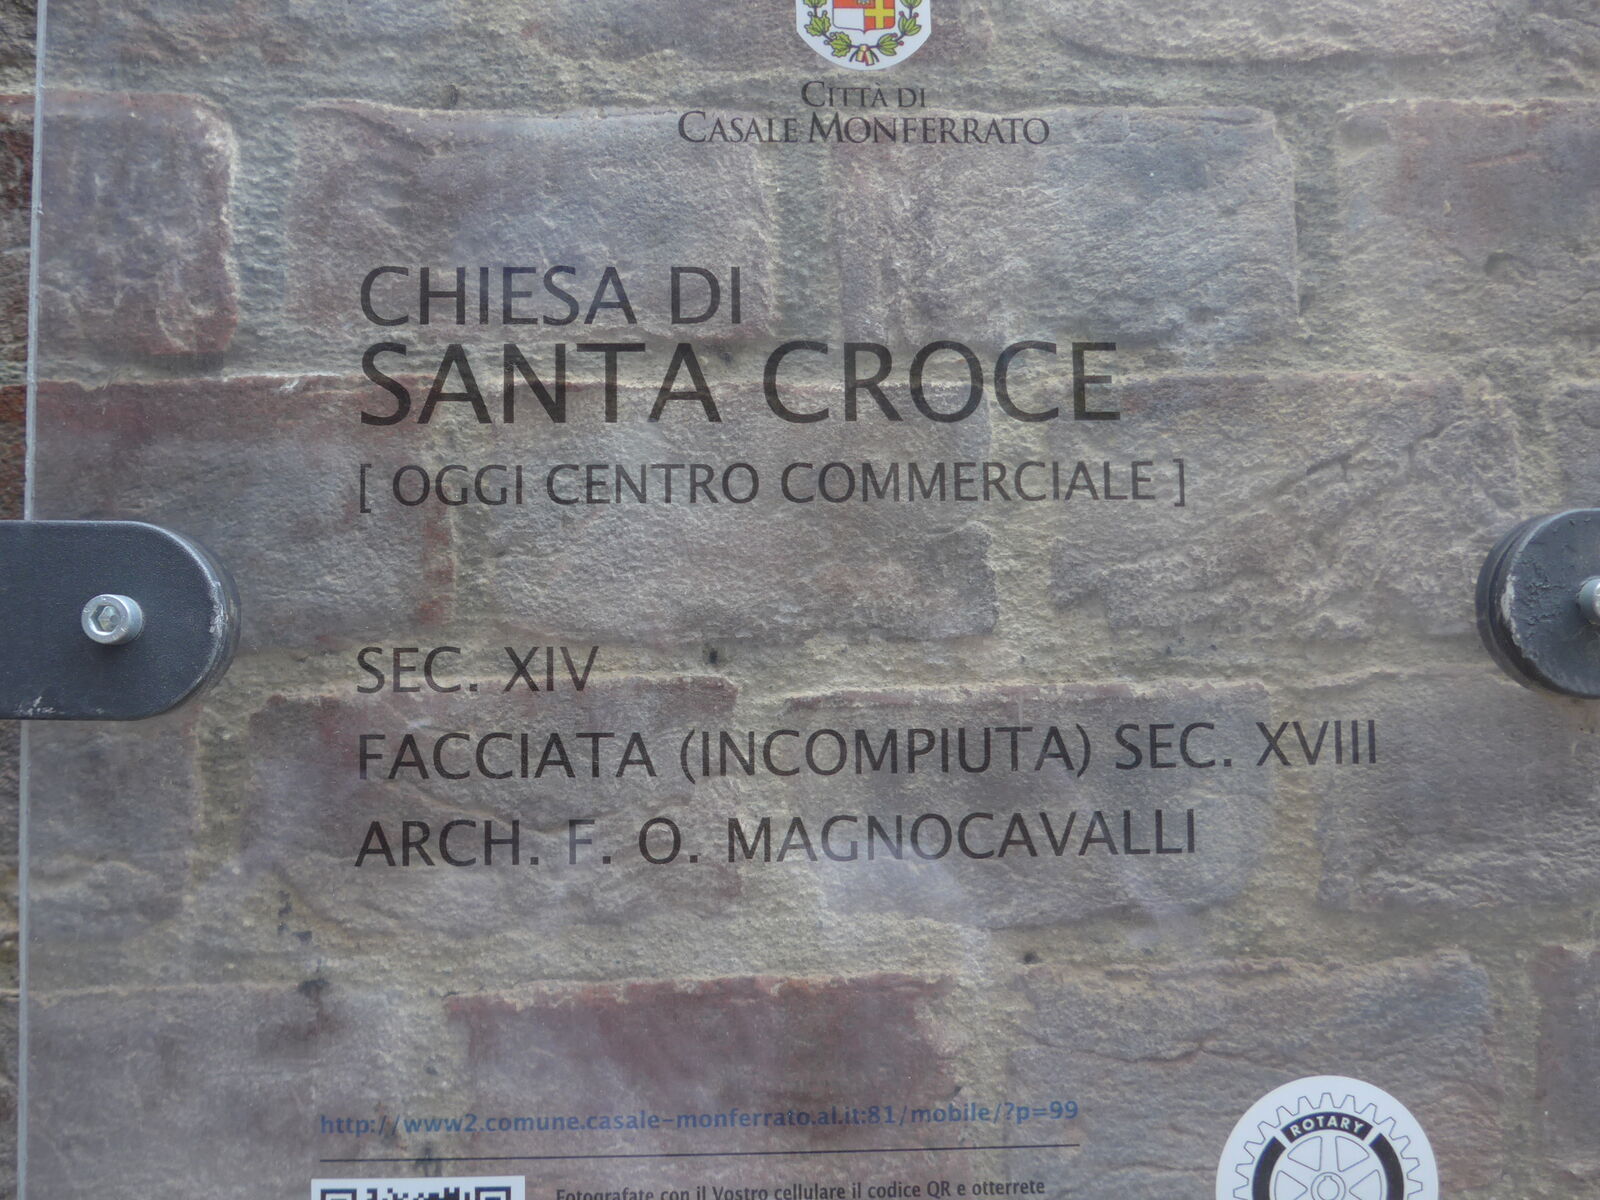 CITTÀ DI
CASALE MONFERRATO
CHIESA DI
SANTA CROCE
[ OGGI CENTRO COMMERCIALE ]
SEC. XIV
FACCIATA (INCOMPIUTA) SEC. XVIII
ARCH. F. O. MAGNOCAVALLI
http://www2.comune.casale-monferrato.al.it:81/mobile/?p=99
ROTARY
Fotografate con il Vostro cellulare il codice QR e otterrete